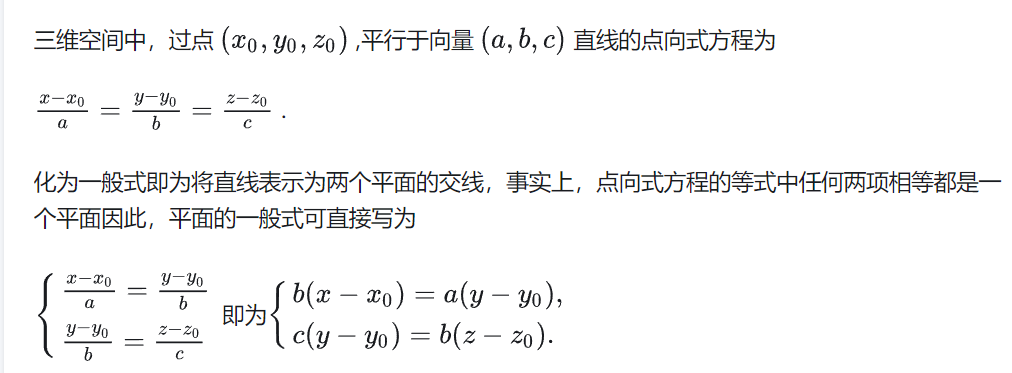 三维空间中，过点 (x₀, y₀, z₀) ,平行于向量 (a, b, c) 直线的点向式方程为
\frac{x-x_0}{a} = \frac{y-y_0}{b} = \frac{z-z_0}{c} .
化为一般式即为将直线表示为两个平面的交线，事实上，点向式方程的等式中任何两项相等都是一
个平面因此，平面的一般式可直接写为
\begin{cases} \frac{x-x_0}{a} = \frac{y-y_0}{b} \\ \frac{y-y_0}{b} = \frac{z-z_0}{c} \end{cases} 即为 \begin{cases} b(x-x_0) = a(y-y_0), \\ c(y-y_0) = b(z-z_0). \end{cases}